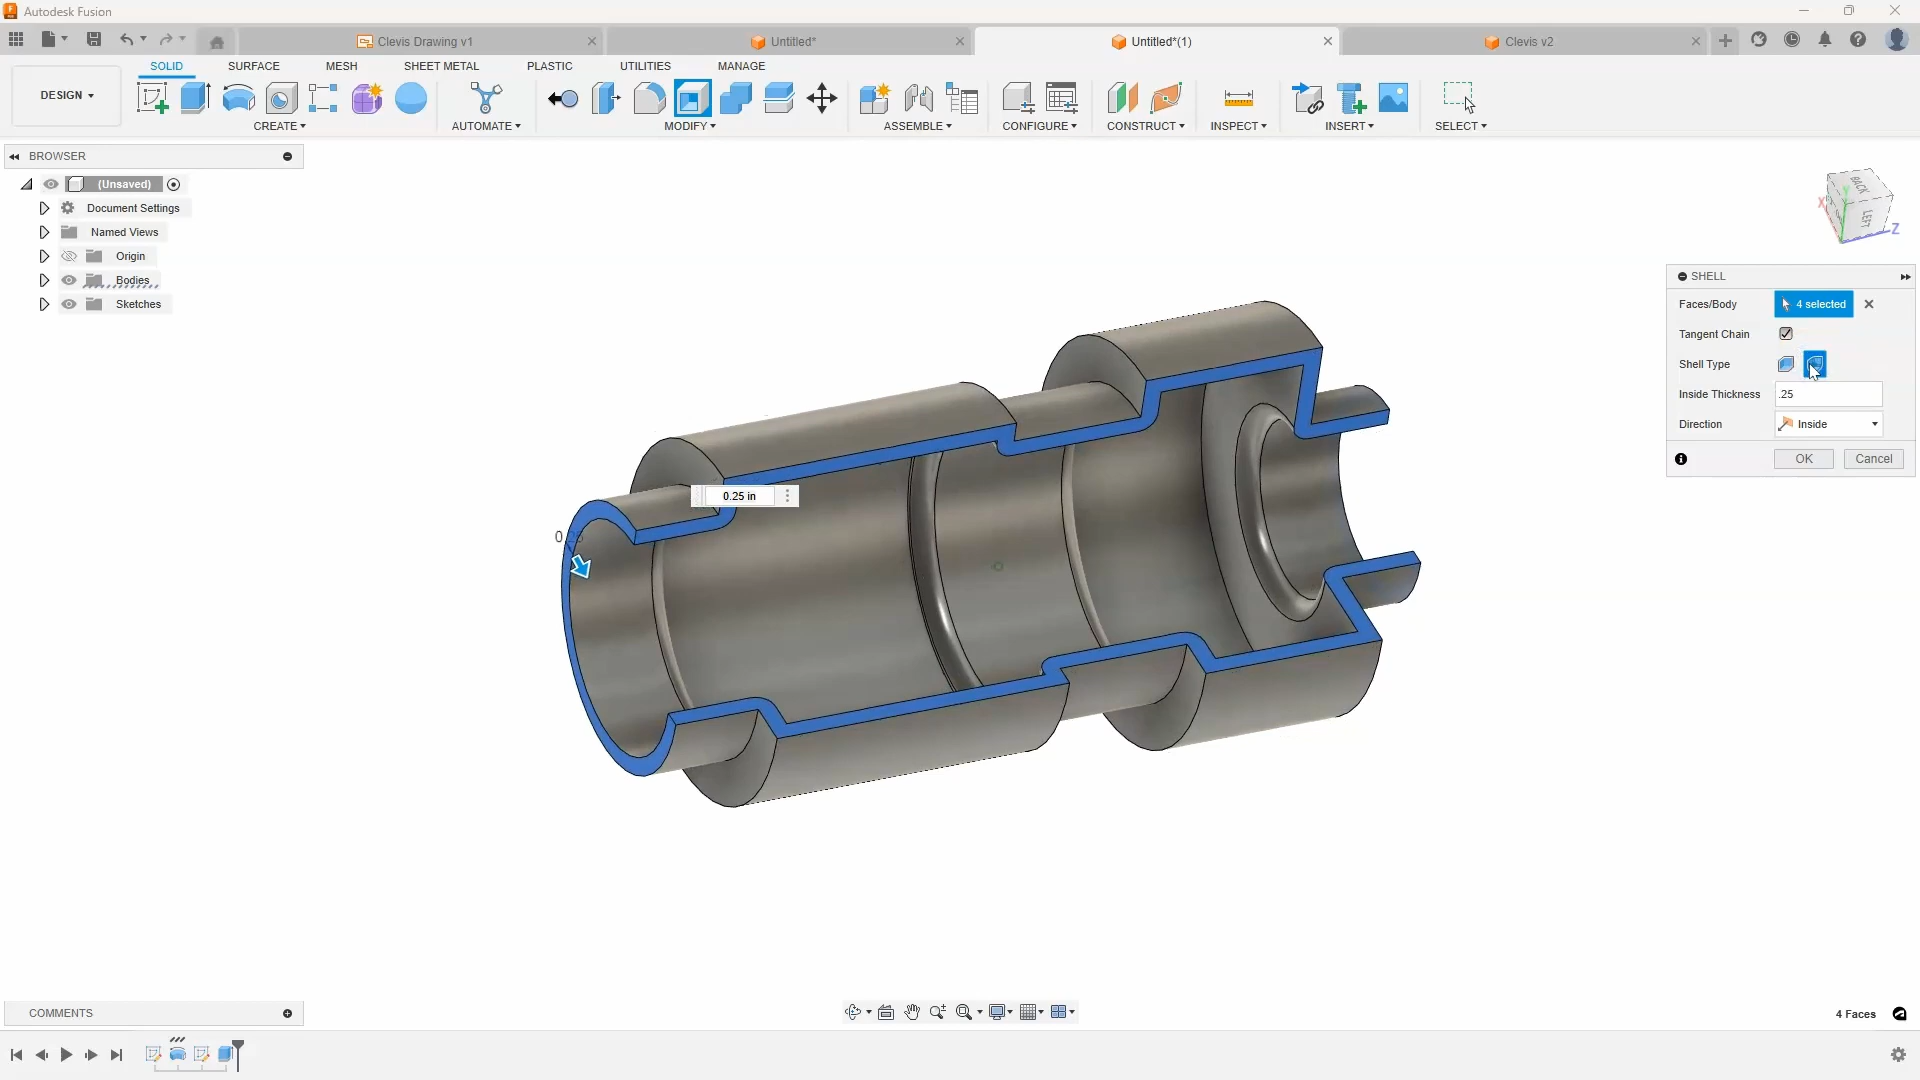 Autodesk Fusion
Clevis Drawing v1
Untitled*
Untitled*(1)
Clevis v2
DESIGN
SOLID
SURFACE
MESH
SHEET METAL
PLASTIC
UTILITIES
MANAGE
CREATE
AUTOMATE
MODIFY
ASSEMBLE
CONFIGURE
CONSTRUCT
INSPECT
INSERT
SELECT
BROWSER
(Unsaved)
Document Settings
Named Views
Origin
Bodies
Sketches
BACK
LEFT
X
Y
Z
SHELL
Faces/Body
4 selected
Tangent Chain
Shell Type
Inside Thickness
.25
Direction
Inside
OK
Cancel
0.25 in
COMMENTS
4 Faces